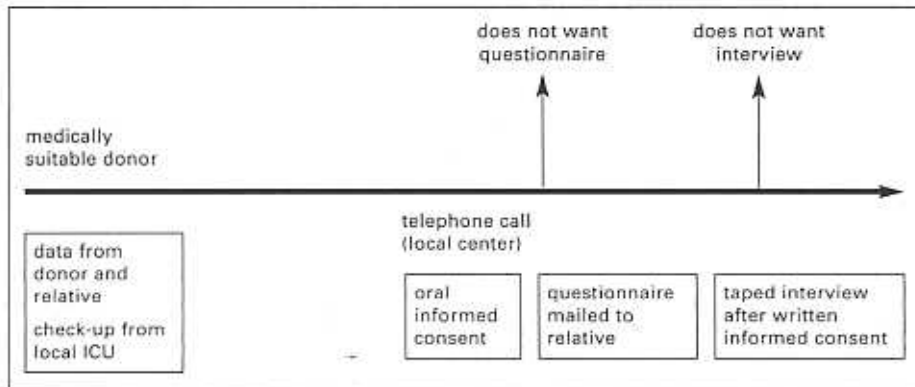 does not want
questionnaire
does not want
interview
medically
suitable donor
telephone call
(local center)
data from
donor and
relative
check-up from
local ICU
oral
informed
consent
questionnaire
mailed to
relative
taped interview
after written
informed consent